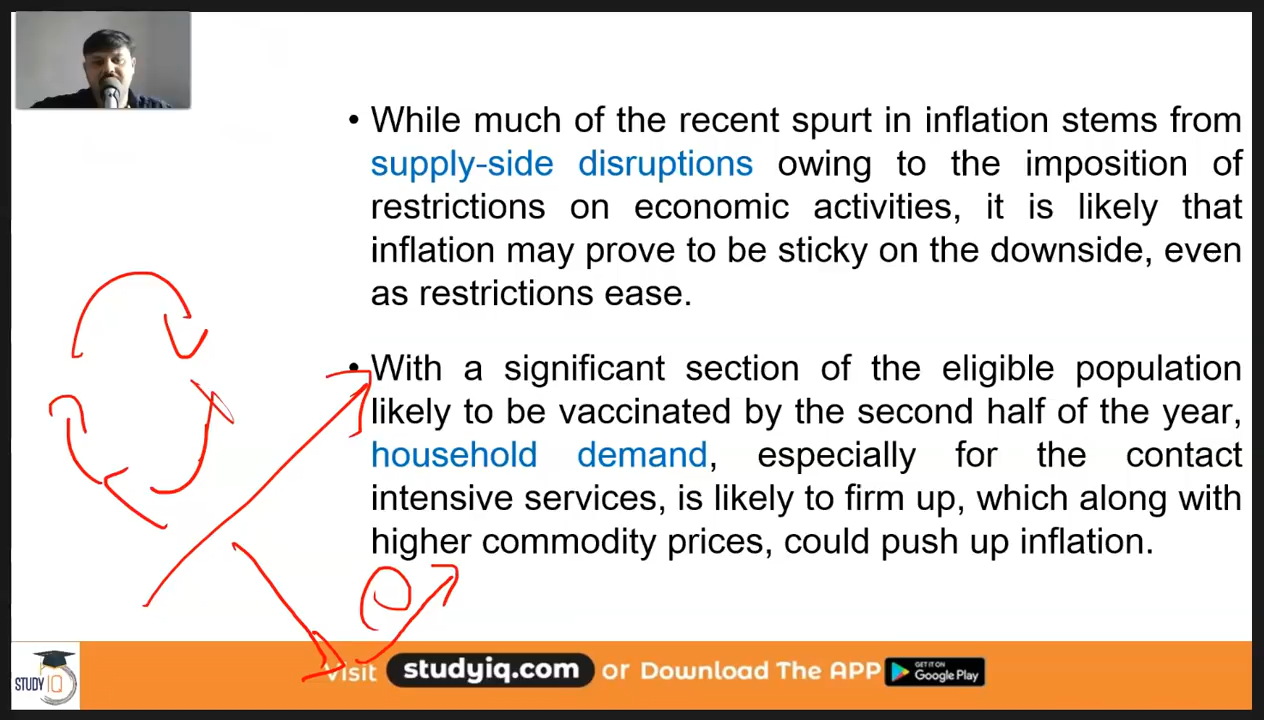 • While much of the recent spurt in inflation stems from
supply-side disruptions owing to the imposition of
restrictions on economic activities, it is likely that
inflation may prove to be sticky on the downside, even
as restrictions ease.
• With a significant section of the eligible population
likely to be vaccinated by the second half of the year,
household demand, especially for the contact
intensive services, is likely to firm up, which along with
higher commodity prices, could push up inflation.
STUDY IQ
Visit studyiq.com or Download The APP
GET IT ON
Google Play